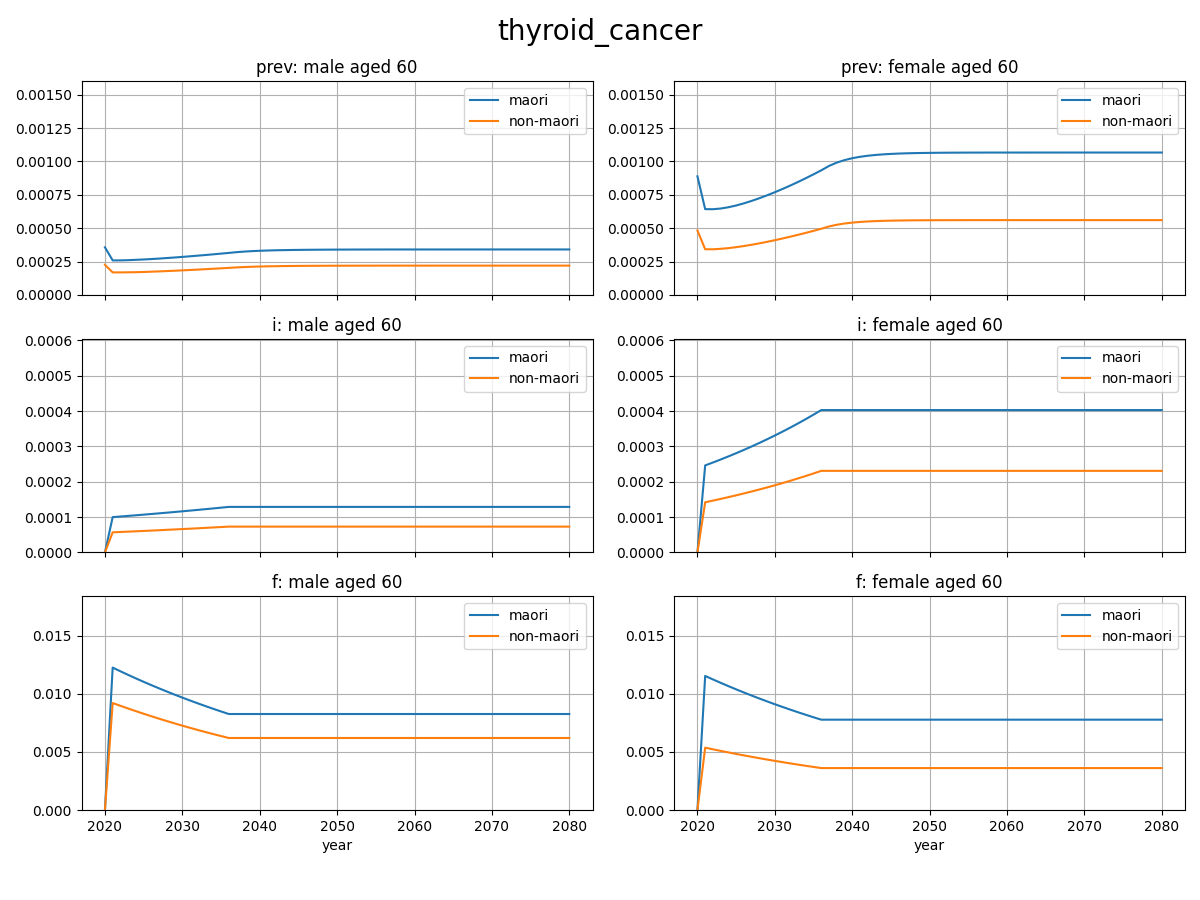 thyroid_cancer
prev: male aged 60
0.00150
0.00125
0.00100
0.00075
0.00050
0.00025
0.00000
maori
non-maori
prev: female aged 60
0.00150
0.00125
0.00100
0.00075
0.00050
0.00025
0.00000
maori
non-maori
i: male aged 60
0.0006
0.0005
0.0004
0.0003
0.0002
0.0001
0.0000
maori
non-maori
i: female aged 60
0.0006
0.0005
0.0004
0.0003
0.0002
0.0001
0.0000
maori
non-maori
f: male aged 60
0.015
0.010
0.005
0.000
maori
non-maori
2020 2030 2040 2050 2060 2070 2080
year
f: female aged 60
0.015
0.010
0.005
0.000
maori
non-maori
2020 2030 2040 2050 2060 2070 2080
year